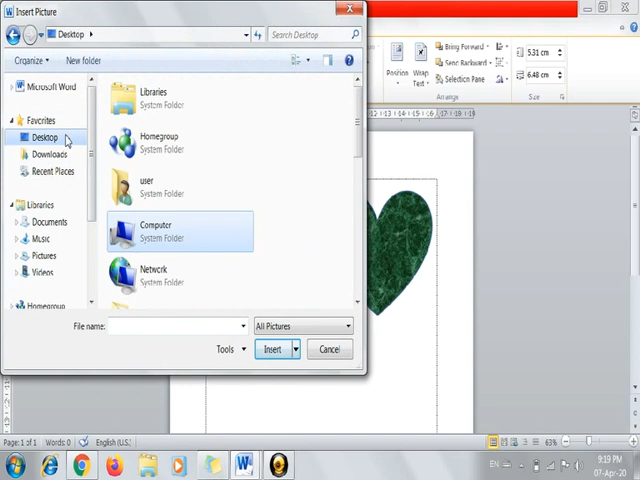 Insert Picture
Desktop
Search Desktop
Organize
New folder
Microsoft Word
Favorites
Desktop
Downloads
Recent Places
Libraries
Documents
Music
Pictures
Videos
Homegroup
Libraries
System Folder
Homegroup
System Folder
user
System Folder
Computer
System Folder
Network
System Folder
File name:
All Pictures
Tools
Insert
Cancel
Position
Wrap
Text
Bring Forward
Send Backward
Selection Pane
Arrange
5.31 cm
6.48 cm
Size
Page: 1 of 1
Words: 0
English (U.S.)
63%
EN
9:19 PM
07-Apr-20